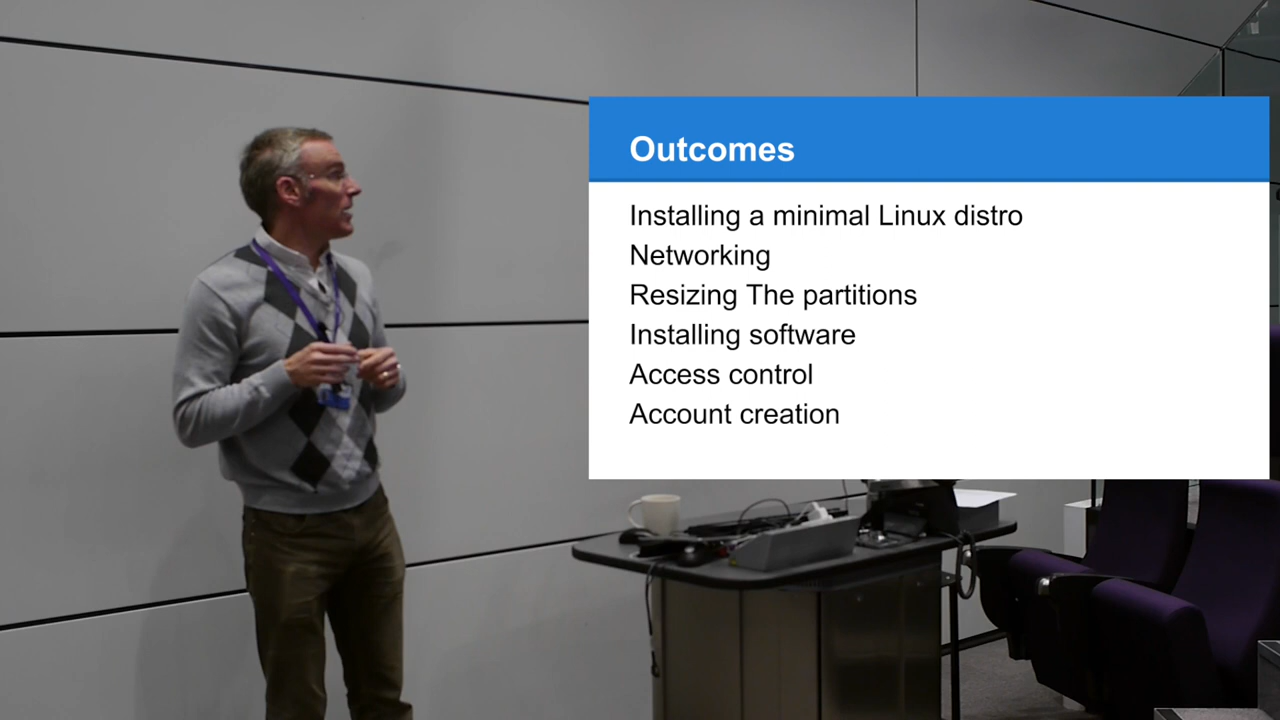 Outcomes
Installing a minimal Linux distro
Networking
Resizing The partitions
Installing software
Access control
Account creation